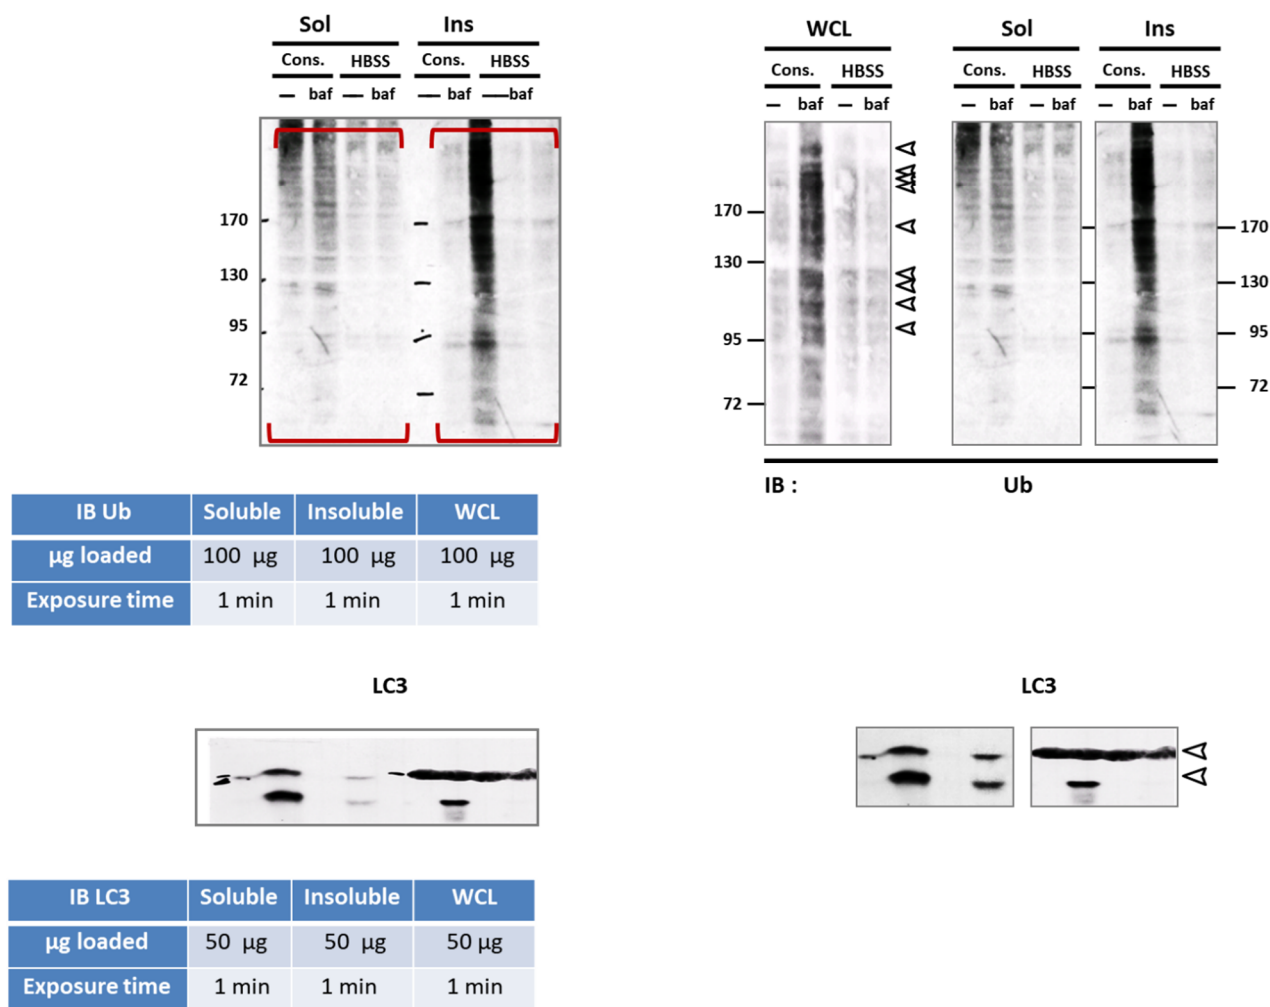 Sol Ins
Cons. HBSS Cons. HBSS
— baf — baf — baf — baf
170
130
95
72
WCL Sol Ins
Cons. HBSS Cons. HBSS Cons. HBSS
— baf — baf — baf — baf — baf — baf
170 170
130 130
95 95
72 72
IB : Ub
IB Ub Soluble Insoluble WCL
µg loaded 100 µg 100 µg 100 µg
Exposure time 1 min 1 min 1 min
LC3 LC3
IB LC3 Soluble Insoluble WCL
µg loaded 50 µg 50 µg 50 µg
Exposure time 1 min 1 min 1 min